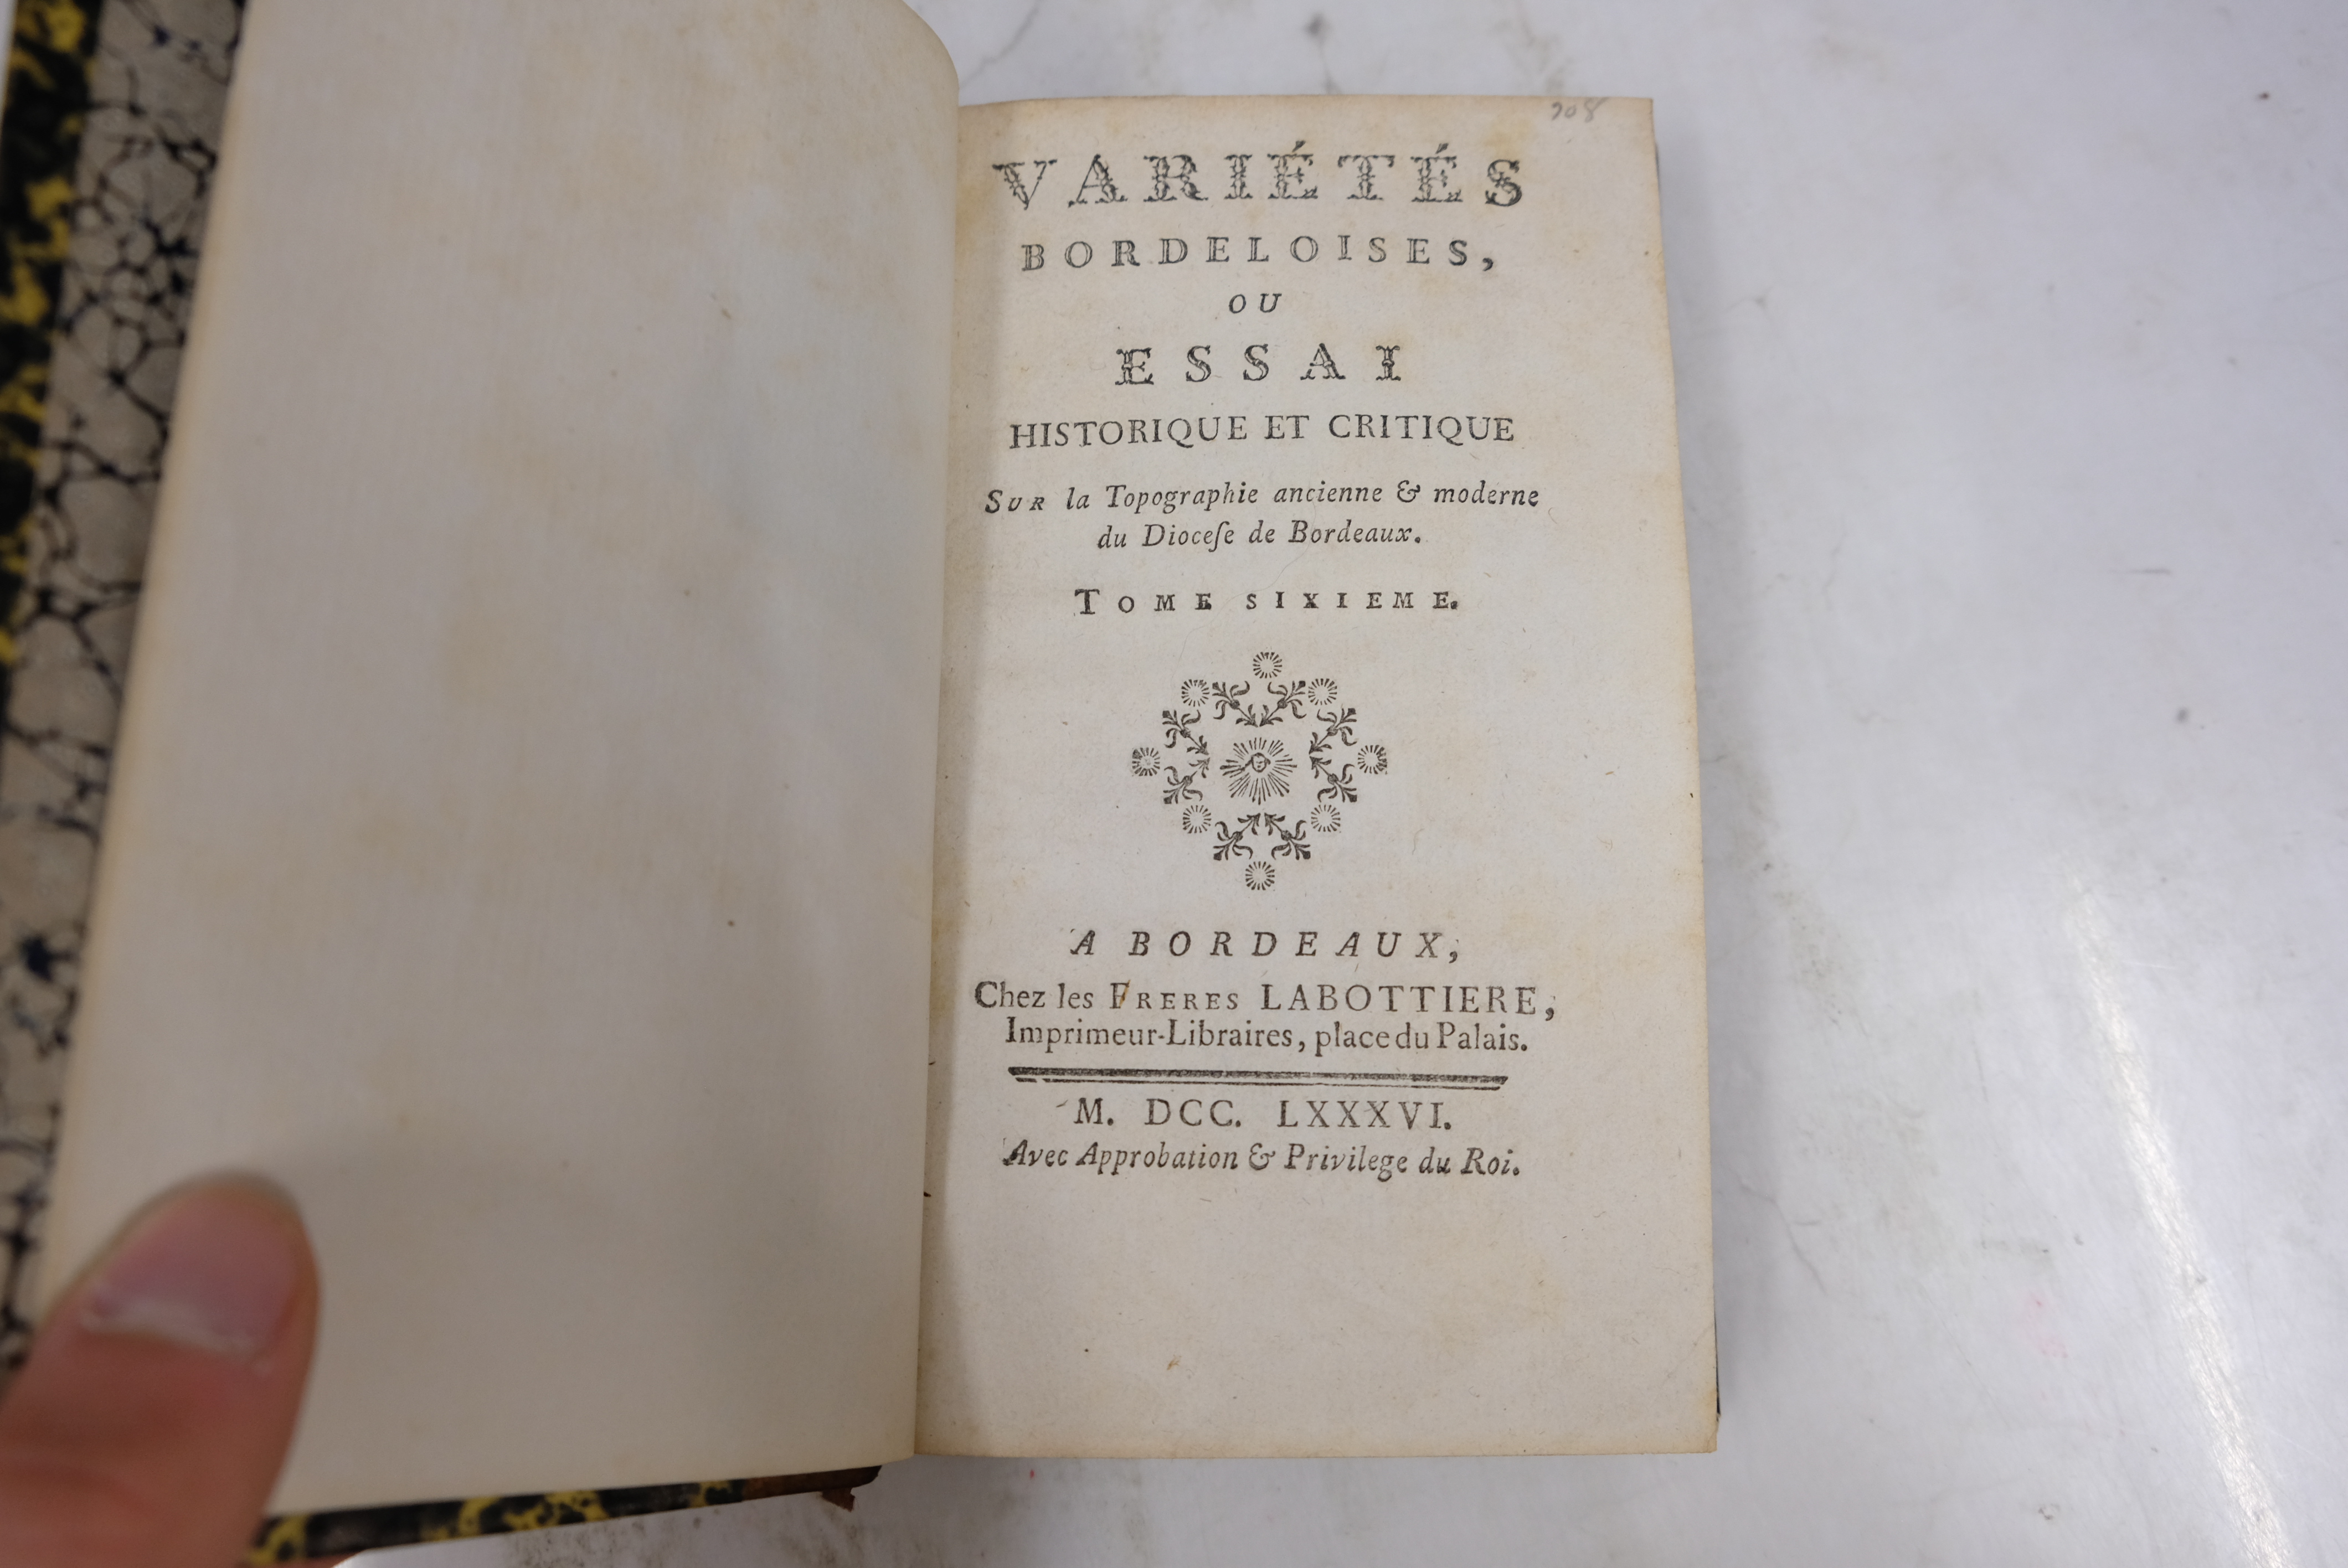 VARIÉTÉS
BORDELOISES,
OU
ESSAI
HISTORIQUE ET CRITIQUE
SUR la Topographie ancienne & moderne
du Dioceſe de Bordeaux.
TOME SIXIEME.
A BORDEAUX,
Chez les FRERES LABOTTIERE,
Imprimeur-Libraires, place du Palais.
M. DCC. LXXXVI.
Avec Approbation & Privilege du Roi.